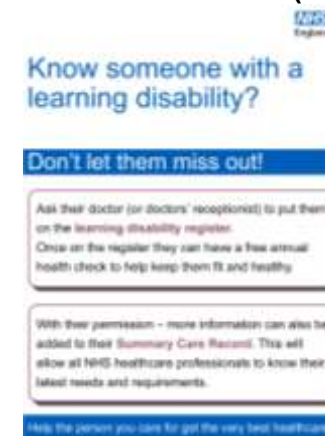 NHS
England
Know someone with a
learning disability?
Don't let them miss out!
Ask their doctor (or doctors' receptionist) to put them
on the learning disability register.
Once on the register they can have a free annual
health check to help keep them fit and healthy.
With their permission – more information can also be
added to their Summary Care Record. This will
allow all NHS healthcare professionals to know their
latest needs and requirements.
Help the person you care for get the very best healthcare